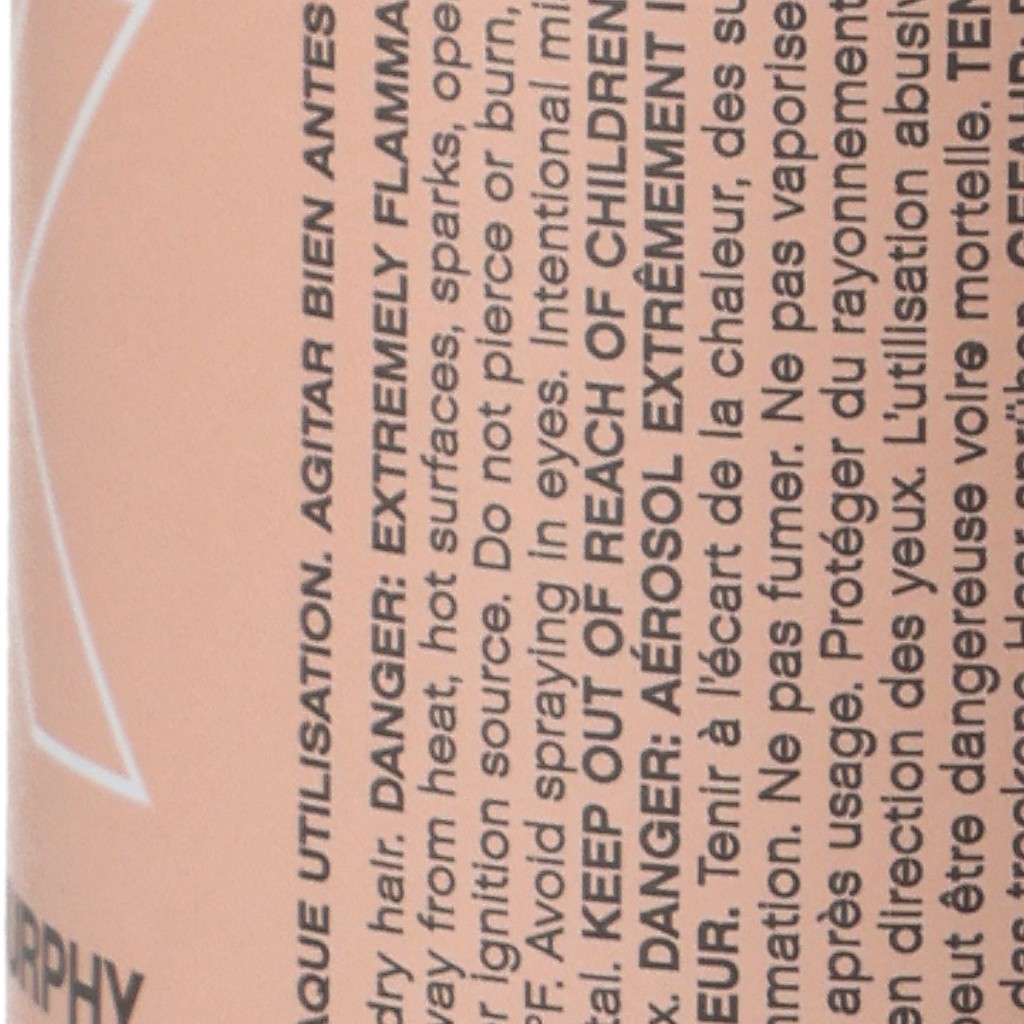 URPHY
AQUE UTILISATION. AGITAR BIEN ANTES
dry hair. DANGER: EXTREMELY FLAMMA
way from heat, hot surfaces, sparks, ope
r ignition source. Do not pierce or burn,
°F. Avoid spraying in eyes. Intentional mi
tal. KEEP OUT OF REACH OF CHILDREN
x. DANGER: AÉROSOL EXTRÊMEMENT I
EUR. Tenir à l'écart de la chaleur, des su
mmation. Ne pas fumer. Ne pas vaporise
après usage. Protéger du rayonnement
en direction des yeux. L'utilisation abusiv
peut être dangereuse voire mortelle. TEN